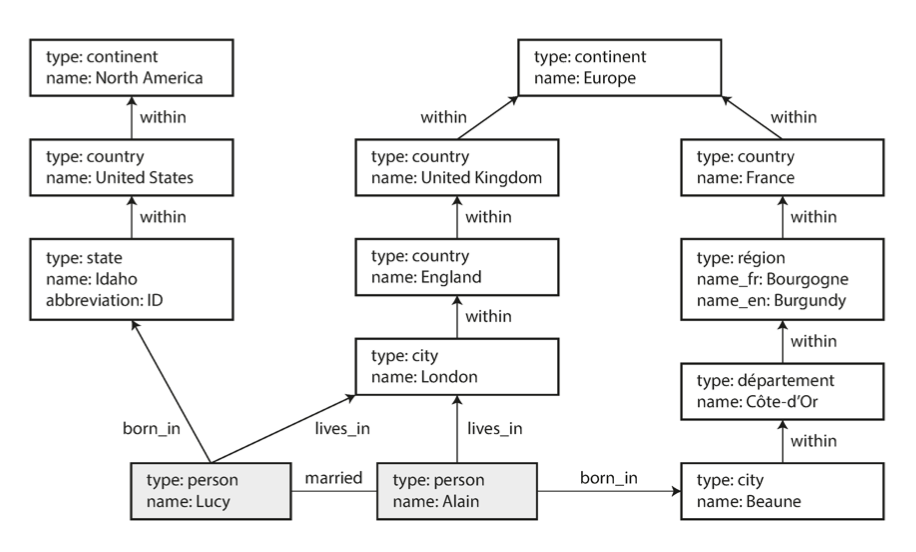 type: continent
name: North America
type: continent
name: Europe
within
within
within
type: country
name: United States
type: country
name: United Kingdom
type: country
name: France
within
within
within
type: state
name: Idaho
abbreviation: ID
type: country
name: England
type: région
name_fr: Bourgogne
name_en: Burgundy
within
within
type: city
name: London
type: département
name: Côte-d'Or
born_in
lives_in
lives_in
within
type: person
name: Lucy
married
type: person
name: Alain
born_in
type: city
name: Beaune